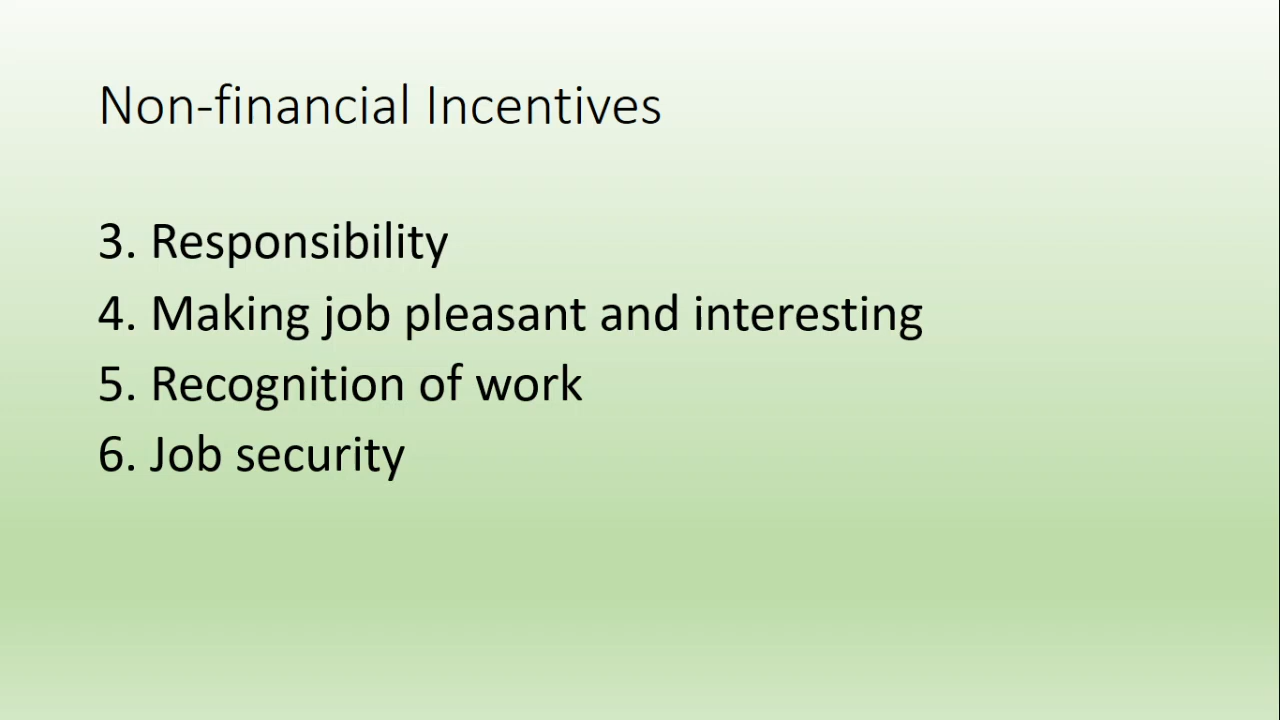 Non-financial Incentives
3. Responsibility
4. Making job pleasant and interesting
5. Recognition of work
6. Job security